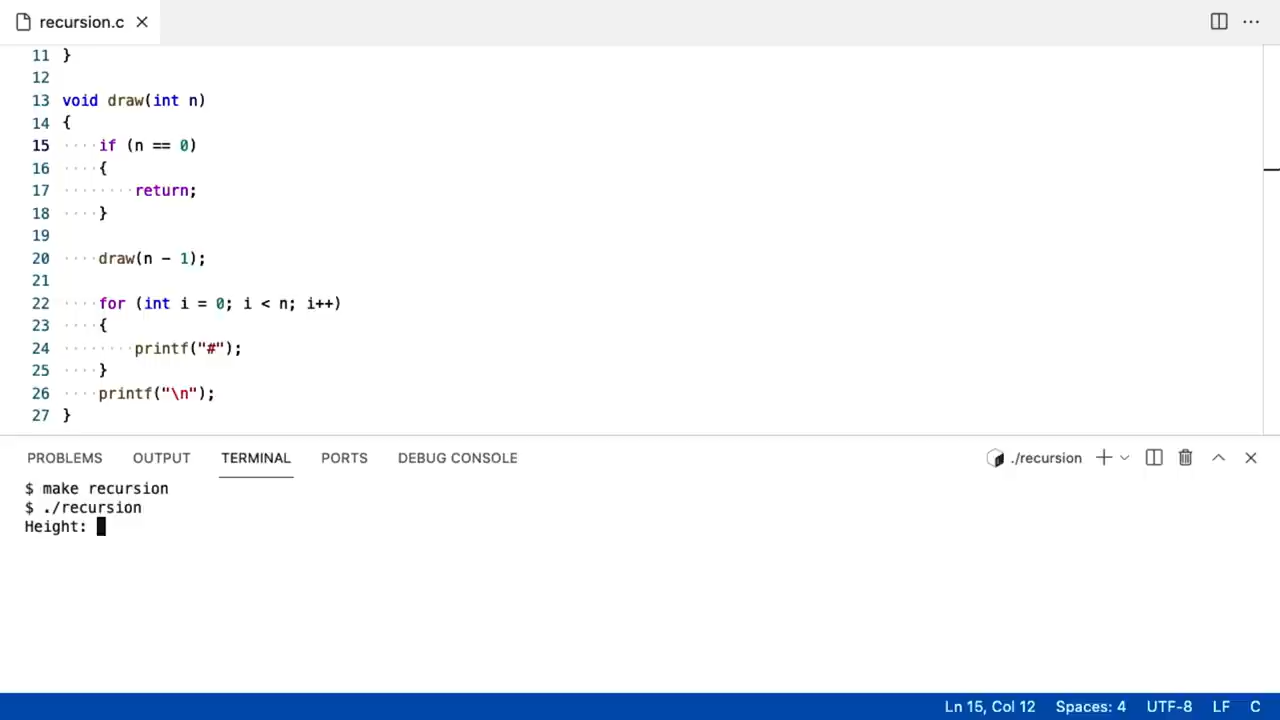 recursion.c
11 }
12
13 void draw(int n)
14 {
15 ····if (n == 0)
16 ····{
17 ········return;
18 ····}
19
20 ····draw(n - 1);
21
22 ····for (int i = 0; i < n; i++)
23 ····{
24 ········printf("#");
25 ····}
26 ····printf("\n");
27 }
PROBLEMS OUTPUT TERMINAL PORTS DEBUG CONSOLE ./recursion
$ make recursion
$ ./recursion
Height:
Ln 15, Col 12 Spaces: 4 UTF-8 LF C